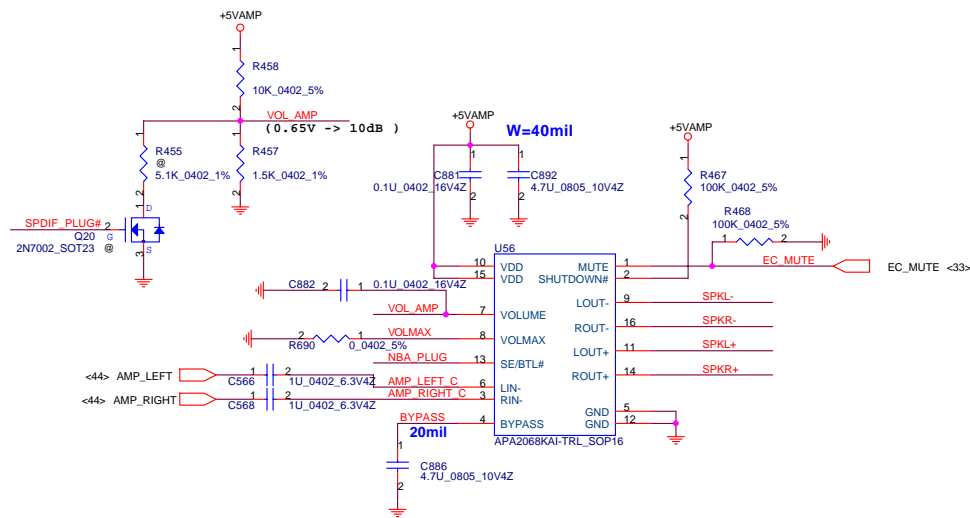 +5VAMP
1
R458
10K_0402_5%
2
VOL_AMP
(0.65V -> 10dB )
1
R455
@
5.1K_0402_1%
2
1
R457
1.5K_0402_1%
2
SPDIF_PLUG#
2
G
1
D
S
3
Q20
2N7002_SOT23
@
+5VAMP
W=40mil
1
C881
0.1U_0402_16V4Z
2
1
C892
4.7U_0805_10V4Z
2
+5VAMP
1
R467
100K_0402_5%
2
R468
100K_0402_5%
1
2
U56
10
VDD
15
VDD
MUTE
1
SHUTDOWN#
2
EC_MUTE
EC_MUTE <33>
C882
2
1
0.1U_0402_16V4Z
VOL_AMP
7
VOLUME
LOUT-
9
SPKL-
ROUT-
16
SPKR-
R690
2
1
0_0402_5%
VOLMAX
8
VOLMAX
LOUT+
11
SPKL+
NBA_PLUG
13
SE/BTL#
ROUT+
14
SPKR+
<44> AMP_LEFT
C566
1
2
1U_0402_6.3V4Z
AMP_LEFT_C
6
LIN-
<44> AMP_RIGHT
C568
1
2
1U_0402_6.3V4Z
AMP_RIGHT_C
3
RIN-
BYPASS
20mil
4
BYPASS
GND
5
GND
12
APA2068KAI-TRL_SOP16
1
C886
4.7U_0805_10V4Z
2